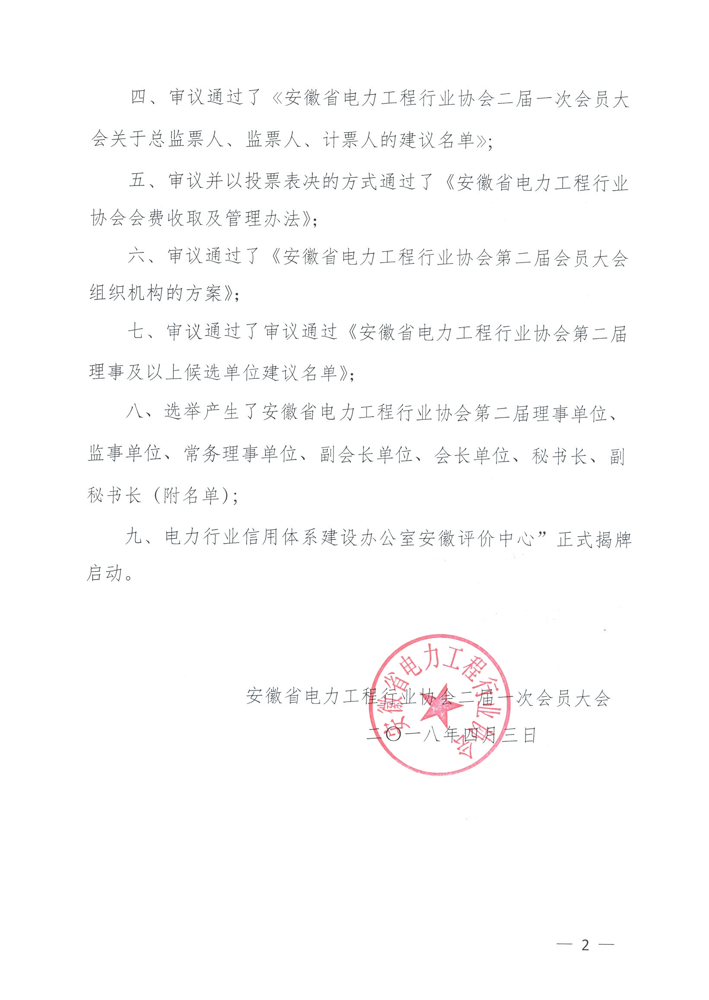 四、审议通过了《安徽省电力工程行业协会二届一次会员大
会关于总监票人、监票人、计票人的建议名单》；
五、审议并以投票表决的方式通过了《安徽省电力工程行业
协会会费收取及管理办法》；
六、审议通过了《安徽省电力工程行业协会第二届会员大会
组织机构的方案》；
七、审议通过了审议通过《安徽省电力工程行业协会第二届
理事及以上候选单位建议名单》；
八、选举产生了安徽省电力工程行业协会第二届理事单位、
监事单位、常务理事单位、副会长单位、会长单位、秘书长、副
秘书长（附名单）；
九、电力行业信用体系建设办公室安徽评价中心”正式揭牌
启动。
安徽省电力工程行业协会
安徽省电力工程行业协会二届一次会员大会
二〇一八年四月三日
— 2 —